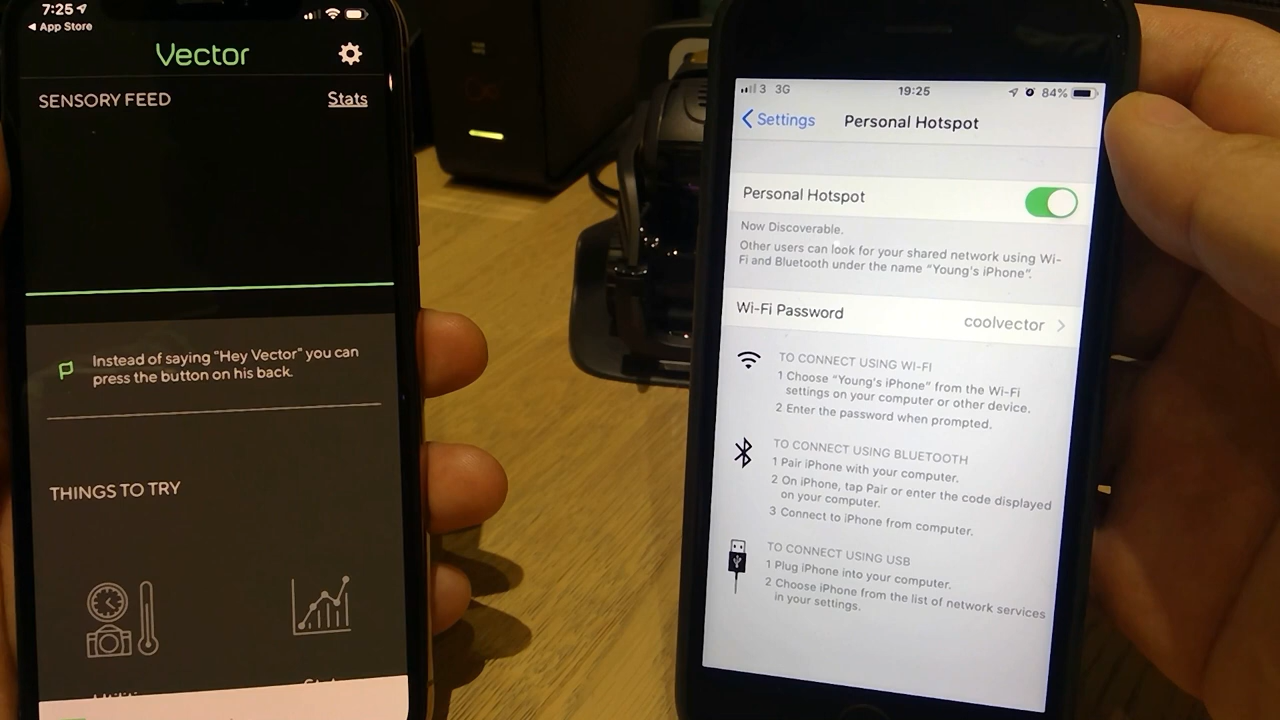 7:25
App Store
Vector
SENSORY FEED
Stats
Instead of saying "Hey Vector" you can
press the button on his back.
THINGS TO TRY
3 3G
19:25
84%
Settings
Personal Hotspot
Personal Hotspot
Now Discoverable.
Other users can look for your shared network using Wi-
Fi and Bluetooth under the name "Young's iPhone".
Wi-Fi Password
coolvector
TO CONNECT USING WI-FI
1 Choose "Young's iPhone" from the Wi-Fi
settings on your computer or other device.
2 Enter the password when prompted.
TO CONNECT USING BLUETOOTH
1 Pair iPhone with your computer.
2 On iPhone, tap Pair or enter the code displayed
on your computer.
3 Connect to iPhone from computer.
TO CONNECT USING USB
1 Plug iPhone into your computer.
2 Choose iPhone from the list of network services
in your settings.